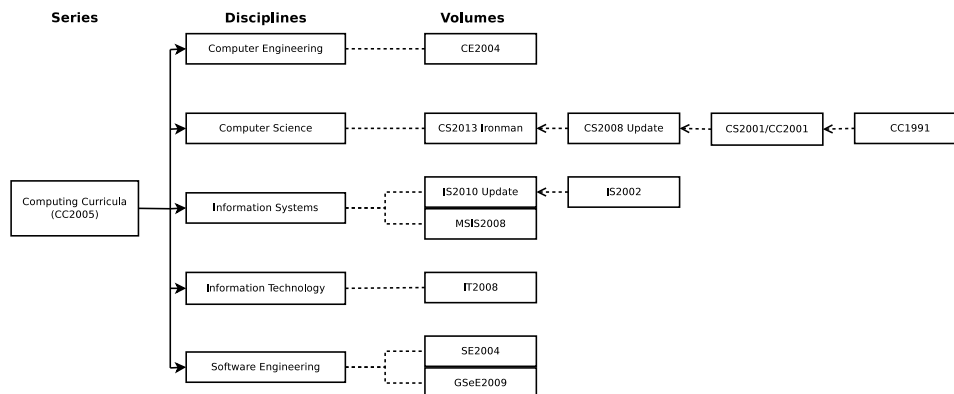 Series Disciplines Volumes
Computer Engineering CE2004
Computer Science CS2013 Ironman CS2008 Update CS2001/CC2001 CC1991
Computing Curricula
(CC2005)
Information Systems IS2010 Update IS2002
MSIS2008
Information Technology IT2008
Software Engineering SE2004
GSeE2009